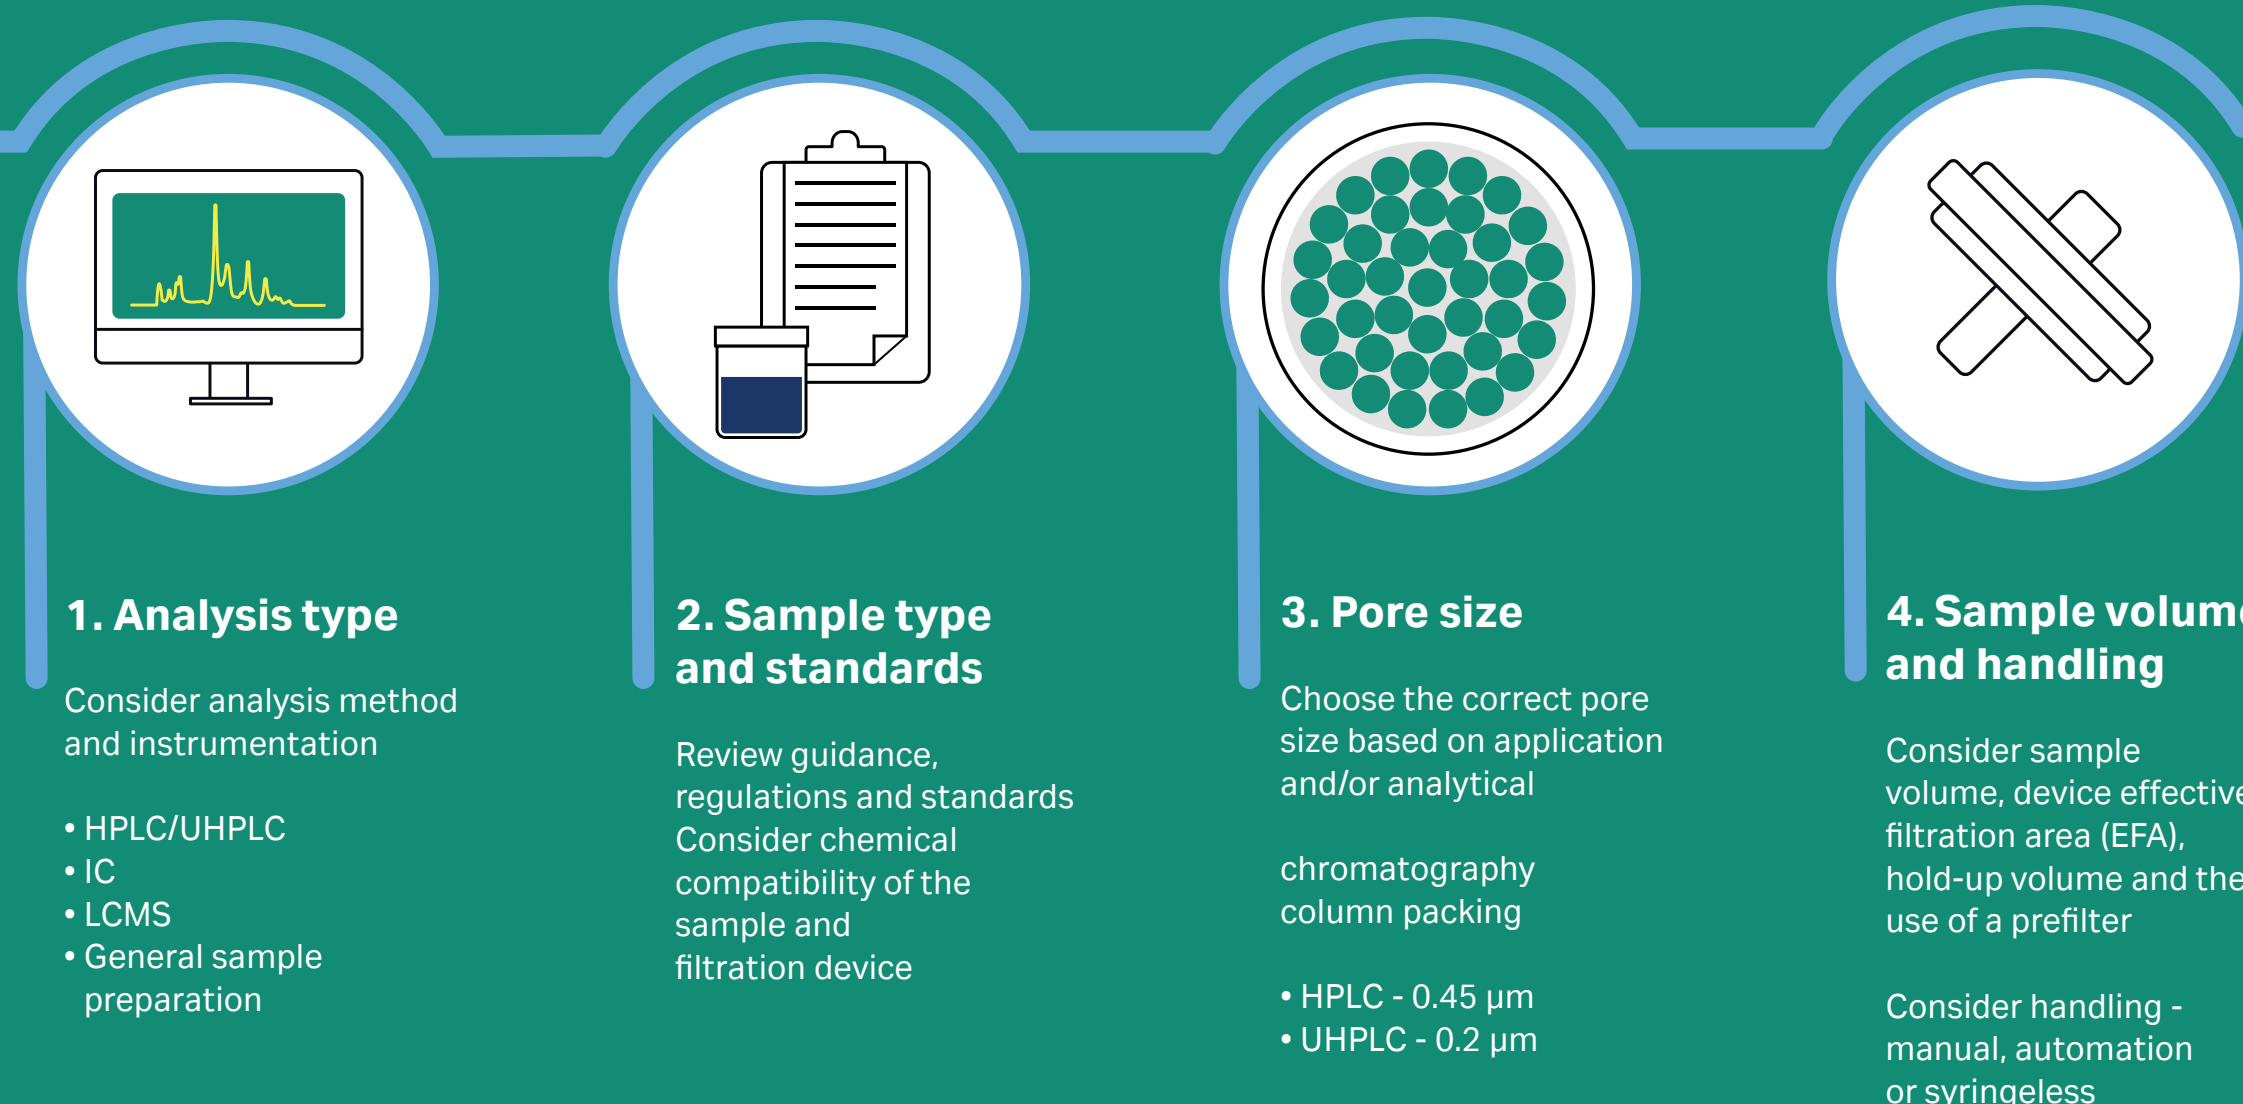 1. Analysis type
Consider analysis method
and instrumentation
• HPLC/UHPLC
• IC
• LCMS
• General sample
preparation
2. Sample type
and standards
Review guidance,
regulations and standards
Consider chemical
compatibility of the
sample and
filtration device
3. Pore size
Choose the correct pore
size based on application
and/or analytical
chromatography
column packing
• HPLC - 0.45 µm
• UHPLC - 0.2 µm
4. Sample volume
and handling
Consider sample
volume, device effective
filtration area (EFA),
hold-up volume and the
use of a prefilter
Consider handling -
manual, automation
or syringeless